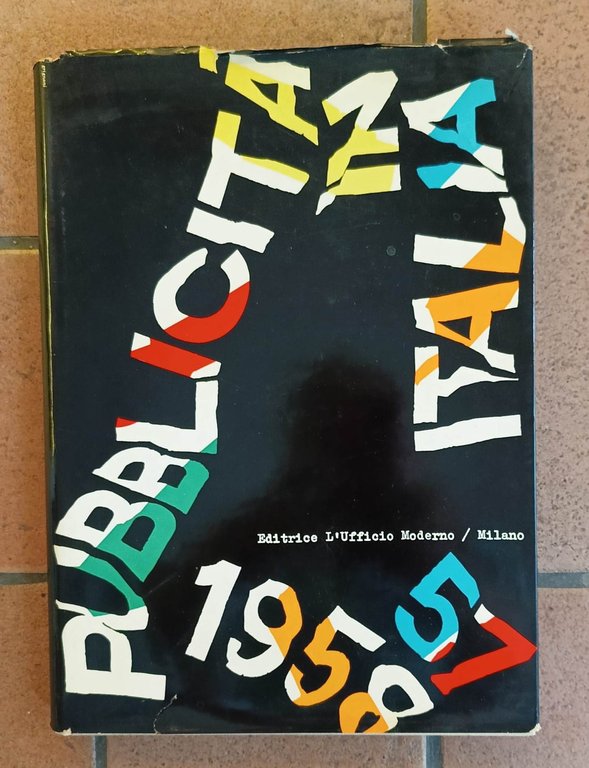 PUBBLICITÀ
IN
ITALIA
Editrice L'Ufficio Moderno / Milano
1958
57